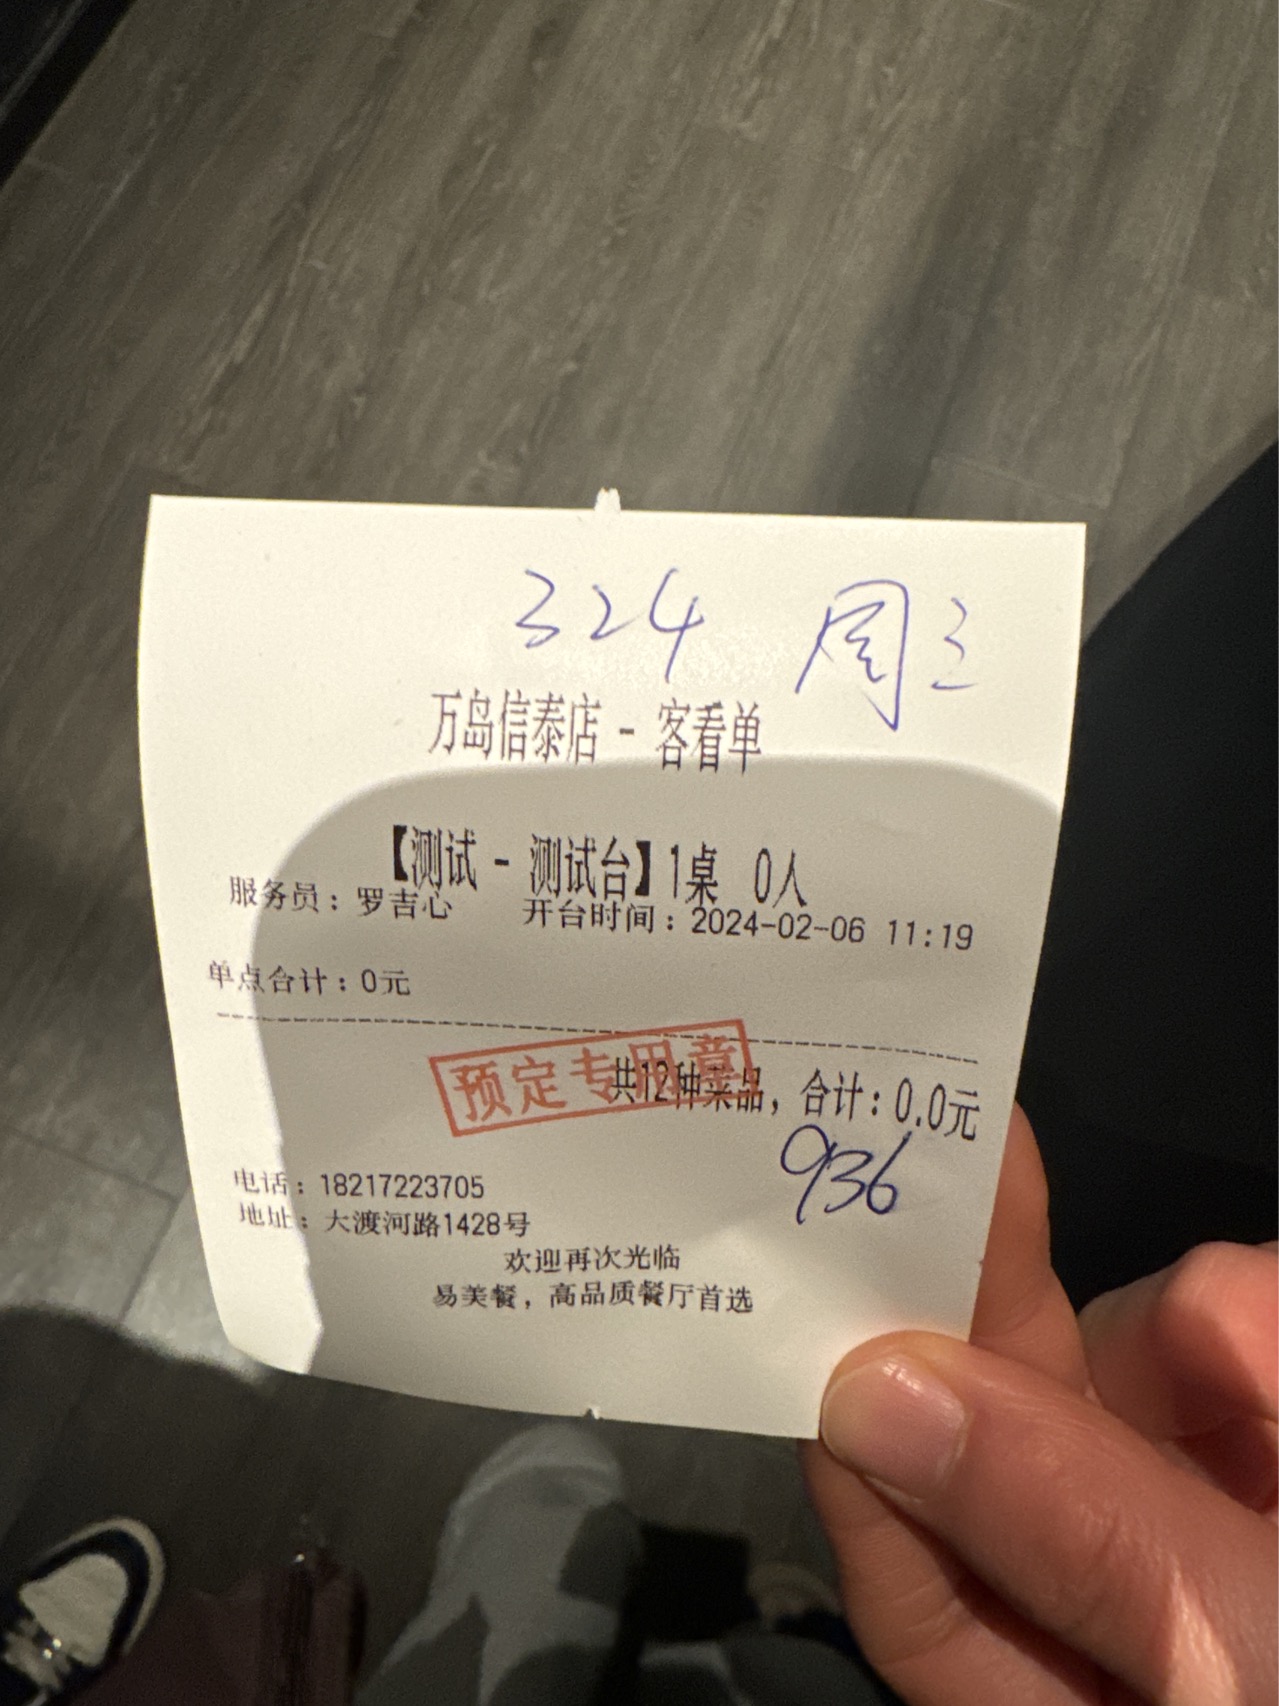 324 周三
万岛信泰店 - 客看单
【测试 - 测试台】1桌 0人
服务员：罗吉心 开台时间：2024-02-06 11:19
单点合计：0元
预定专用章
共12种菜品，合计：0.0元
936
电话：18217223705
地址：大渡河路1428号
欢迎再次光临
易美餐，高品质餐厅首选